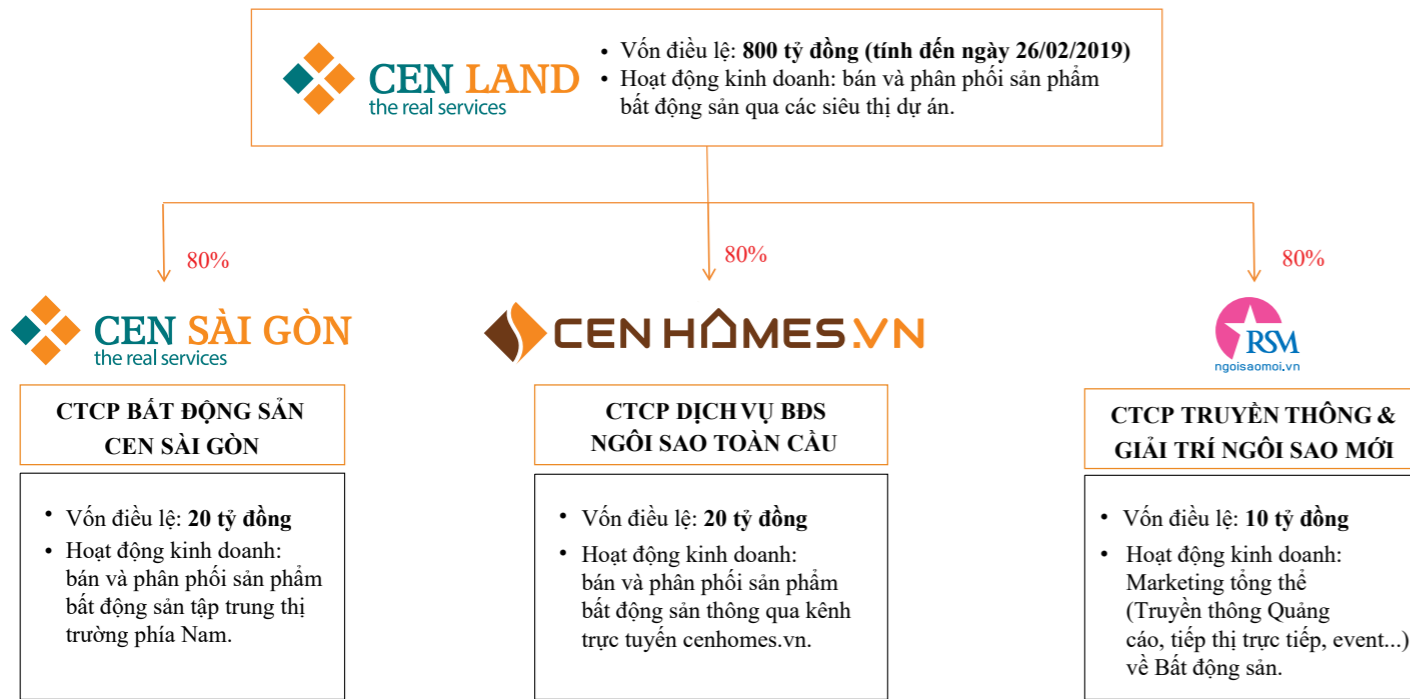 CEN LAND
the real services
• Vốn điều lệ: 800 tỷ đồng (tính đến ngày 26/02/2019)
• Hoạt động kinh doanh: bán và phân phối sản phẩm
bất động sản qua các siêu thị dự án.
80%
80%
80%
CEN SÀI GÒN
the real services
CTCP BẤT ĐỘNG SẢN
CEN SÀI GÒN
• Vốn điều lệ: 20 tỷ đồng
• Hoạt động kinh doanh:
bán và phân phối sản phẩm
bất động sản tập trung thị
trường phía Nam.
CEN HOMES.VN
CTCP DỊCH VỤ BĐS
NGÔI SAO TOÀN CẦU
• Vốn điều lệ: 20 tỷ đồng
• Hoạt động kinh doanh:
bán và phân phối sản phẩm
bất động sản thông qua kênh
trực tuyến cenhomes.vn.
RSM
ngoisaomoi.vn
CTCP TRUYỀN THÔNG &
GIẢI TRÍ NGÔI SAO MỚI
• Vốn điều lệ: 10 tỷ đồng
• Hoạt động kinh doanh:
Marketing tổng thể
(Truyền thông Quảng
cáo, tiếp thị trực tiếp, event...)
về Bất động sản.